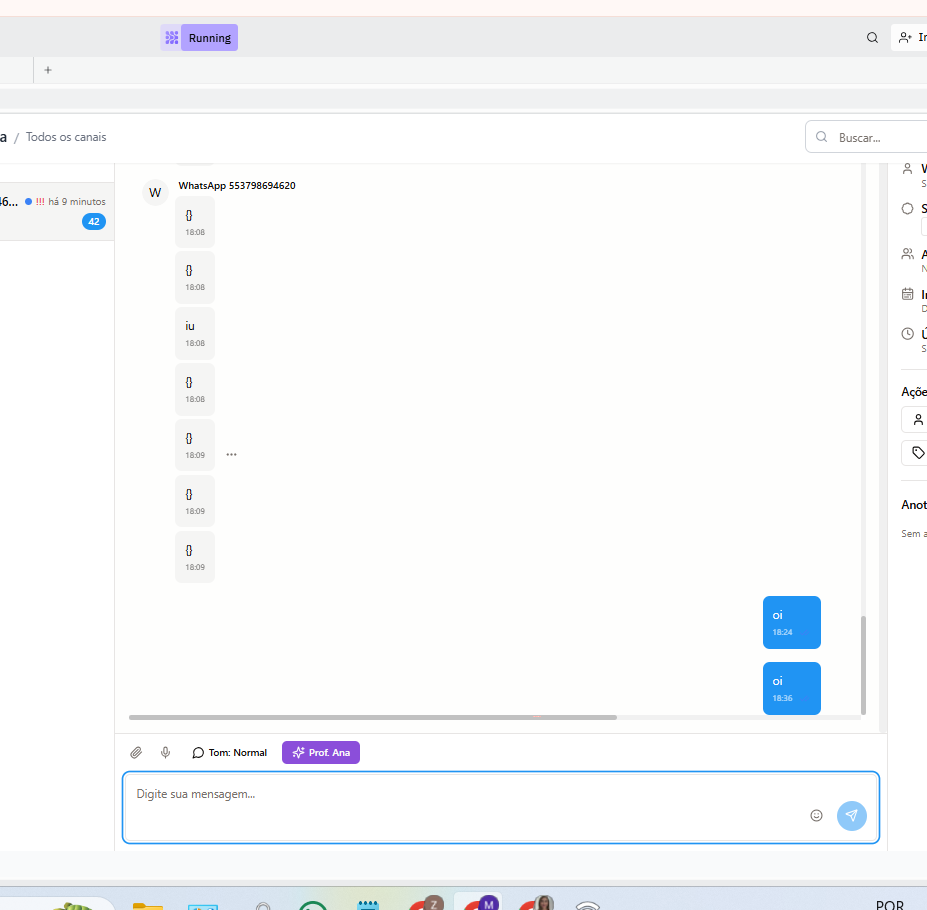 Running
In
+
a / Todos os canais
Buscar...
WhatsApp 553798694620
W
46... !!! há 9 minutos
42
{}
18:08
{}
18:08
iu
18:08
{}
18:08
{}
18:09
...
{}
18:09
{}
18:09
oi
18:24
oi
18:36
W
S
S
A
N
In
D
Ú
S
Açõe
Anot
Sem a
Tom: Normal
Prof. Ana
Digite sua mensagem...
Z
M
POR